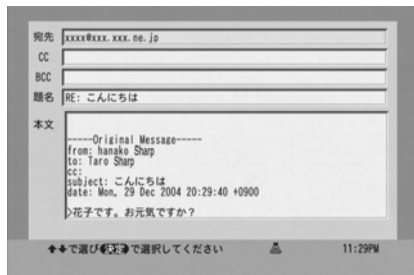 宛先 xxxx@xxx.xxx.ne.jp
CC
BCC
題名 RE: こんにちは
本文
-----Original Message-----
from: hanako Sharp
to: Taro Sharp
cc:
subject: こんにちは
date: Mon, 29 Dec 2004 20:29:40 +0900
>花子です。お元気ですか？
↑↓で選び決定で選択してください 11:29PM